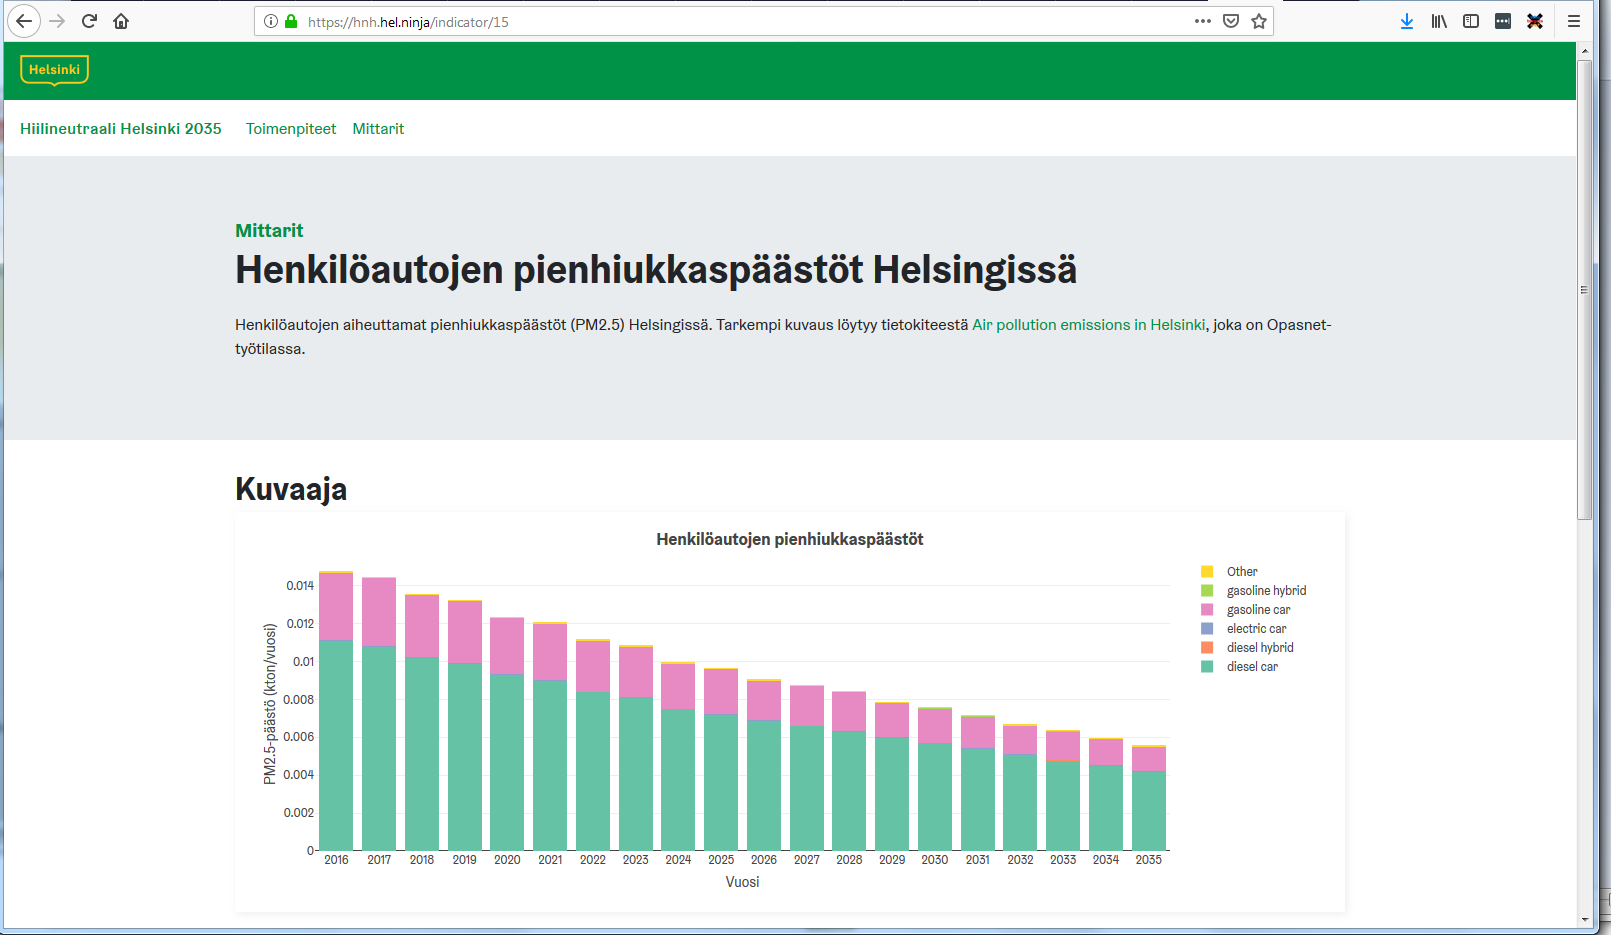 https://hnh.hel.ninja/indicator/15
Helsinki
Hiilineutraali Helsinki 2035 Toimenpiteet Mittarit
Mittarit
Henkilöautojen pienhiukkaspäästöt Helsingissä
Henkilöautojen aiheuttamat pienhiukkaspäästöt (PM2.5) Helsingissä. Tarkempi kuvaus löytyy tietokiteestä Air pollution emissions in Helsinki, joka on Opasnet-
työtilassa.
Kuvaaja
Henkilöautojen pienhiukkaspäästöt
PM2.5-päästö (kton/vuosi)
0.014
0.012
0.01
0.008
0.006
0.004
0.002
0
2016 2017 2018 2019 2020 2021 2022 2023 2024 2025 2026 2027 2028 2029 2030 2031 2032 2033 2034 2035
Vuosi
Other
gasoline hybrid
gasoline car
electric car
diesel hybrid
diesel car